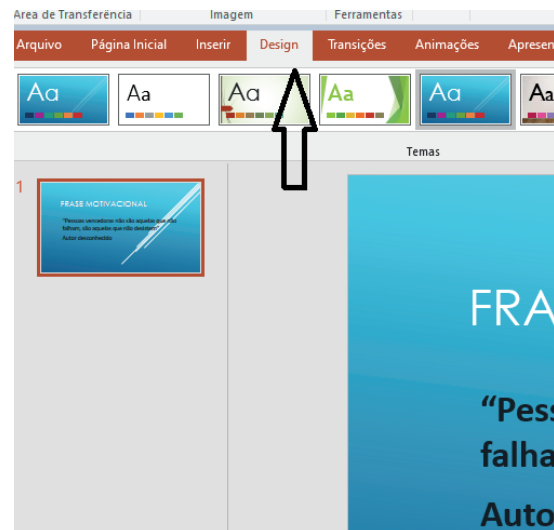 Área de Transferência Imagem Ferramentas
Arquivo Página Inicial Inserir Design Transições Animações Apresen
Aa Aa Aa Aa Aa Aa
Temas
1
FRASE MOTIVACIONAL
"Pessoas vencedoras não são aquelas que não
falham, são aquelas que não desistem"
Autor desconhecido
FRA
"Pess
falha
Auto